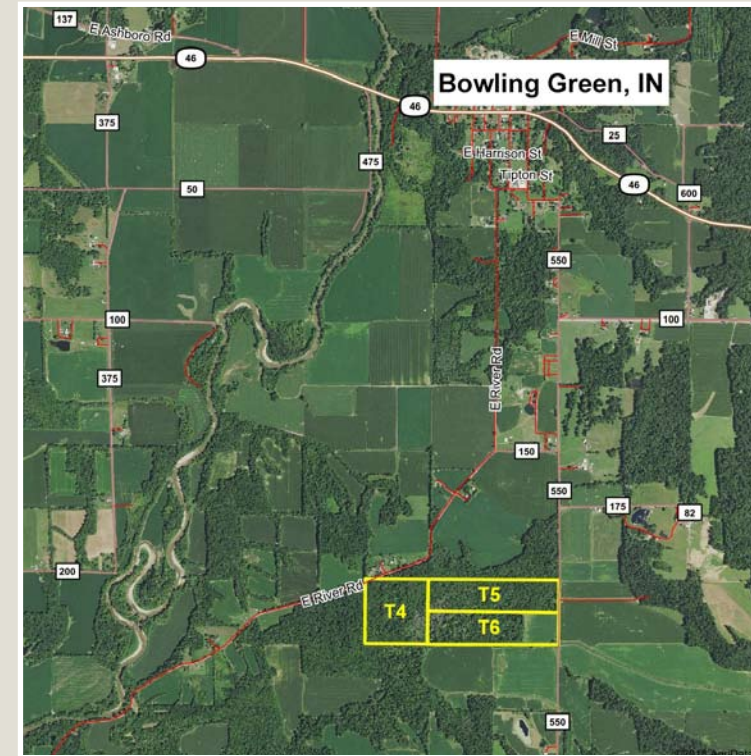 137
E Ashboro Rd
46
E Mill St
Bowling Green, IN
46
375
475
E Harrison St
25
Tipton St
46
50
600
550
100
100
375
E River Rd
150
550
175
82
200
E River Rd
T4
T5
T6
550